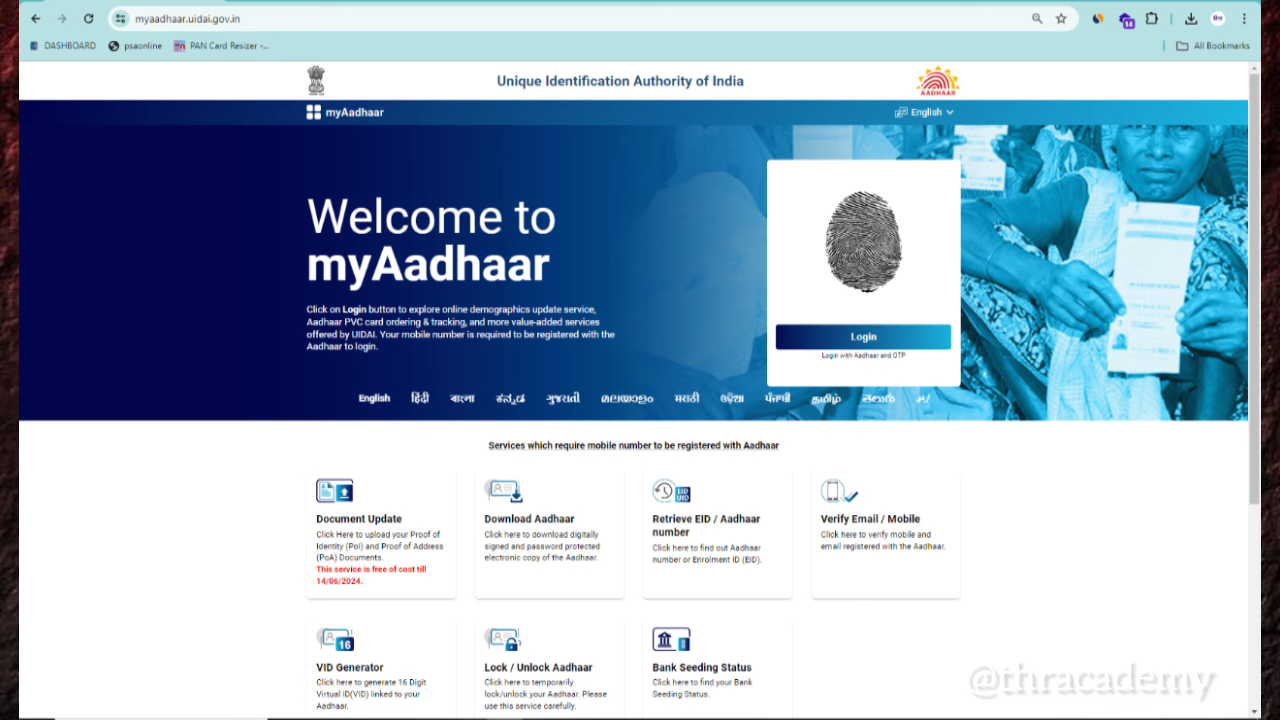 myaadhaar.uidai.gov.in
14
DASHBOARD
psaonline
PAN Card Resizer -...
All Bookmarks
Unique Identification Authority of India
AADHAAR
myAadhaar
English
Welcome to
myAadhaar
Click on Login button to explore online demographics update service,
Aadhaar PVC card ordering & tracking, and more value-added services
offered by UIDAI. Your mobile number is required to be registered with the
Aadhaar to login.
Login
Login with Aadhaar and OTP
English हिंदी বাংলা ಕನ್ನಡ ગુજરાતી മലയാളം मराठी ଓଡ଼ିଆ ਪੰਜਾਬੀ தமிழ் తెలుగు اردو
Services which require mobile number to be registered with Aadhaar
Document Update
Click Here to upload your Proof of
Identity (PoI) and Proof of Address
(PoA) Documents.
This service is free of cost till
14/06/2024.
Download Aadhaar
Click here to download digitally
signed and password protected
electronic copy of the Aadhaar.
EID
UID
Retrieve EID / Aadhaar
number
Click here to find out Aadhaar
number or Enrolment ID (EID).
Verify Email / Mobile
Click here to verify mobile and
email registered with the Aadhaar.
16
VID Generator
Click here to generate 16 Digit
Virtual ID(VID) linked to your
Aadhaar.
Lock / Unlock Aadhaar
Click here to temporarily
lock/unlock your Aadhaar. Please
use this service carefully.
Bank Seeding Status
Click here to find your Bank
Seeding Status.
@thracademy